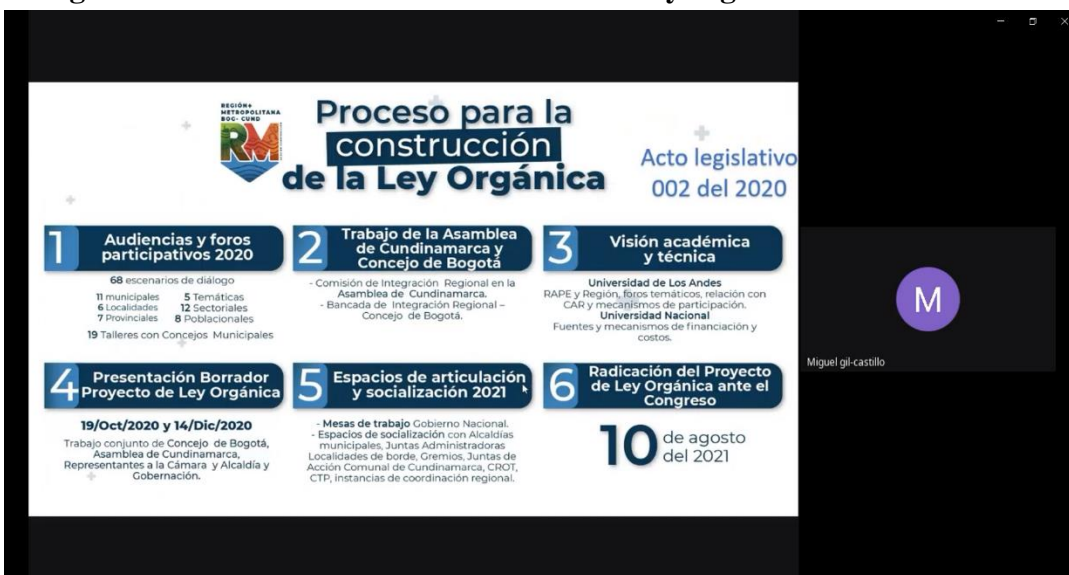 REGIÓN+
METROPOLITANA
BOG- CUND
RM
Proceso para la
construcción
de la Ley Orgánica
Acto legislativo
002 del 2020
1
Audiencias y foros
participativos 2020
68 escenarios de diálogo
11 municipales
6 Localidades
7 Provinciales
5 Temáticas
12 Sectoriales
8 Poblacionales
19 Talleres con Concejos Municipales
2
Trabajo de la Asamblea
de Cundinamarca y
Concejo de Bogotá
- Comisión de Integración Regional en la
Asamblea de Cundinamarca.
- Bancada de Integración Regional –
Concejo de Bogotá.
3
Visión académica
y técnica
Universidad de Los Andes
RAPE y Región, foros temáticos, relación con
CAR y mecanismos de participación.
Universidad Nacional
Fuentes y mecanismos de financiación y
costos.
4
Presentación Borrador
Proyecto de Ley Orgánica
19/Oct/2020 y 14/Dic/2020
Trabajo conjunto de Concejo de Bogotá,
Asamblea de Cundinamarca,
Representantes a la Cámara y Alcaldía y
Gobernación.
5
Espacios de articulación
y socialización 2021
- Mesas de trabajo Gobierno Nacional.
- Espacios de socialización con Alcaldías
municipales, Juntas Administradoras
Localidades de borde, Gremios, Juntas de
Acción Comunal de Cundinamarca, CROT,
CTP, instancias de coordinación regional.
6
Radicación del Proyecto
de Ley Orgánica ante el
Congreso
10 de agosto
del 2021
M
Miguel gil-castillo